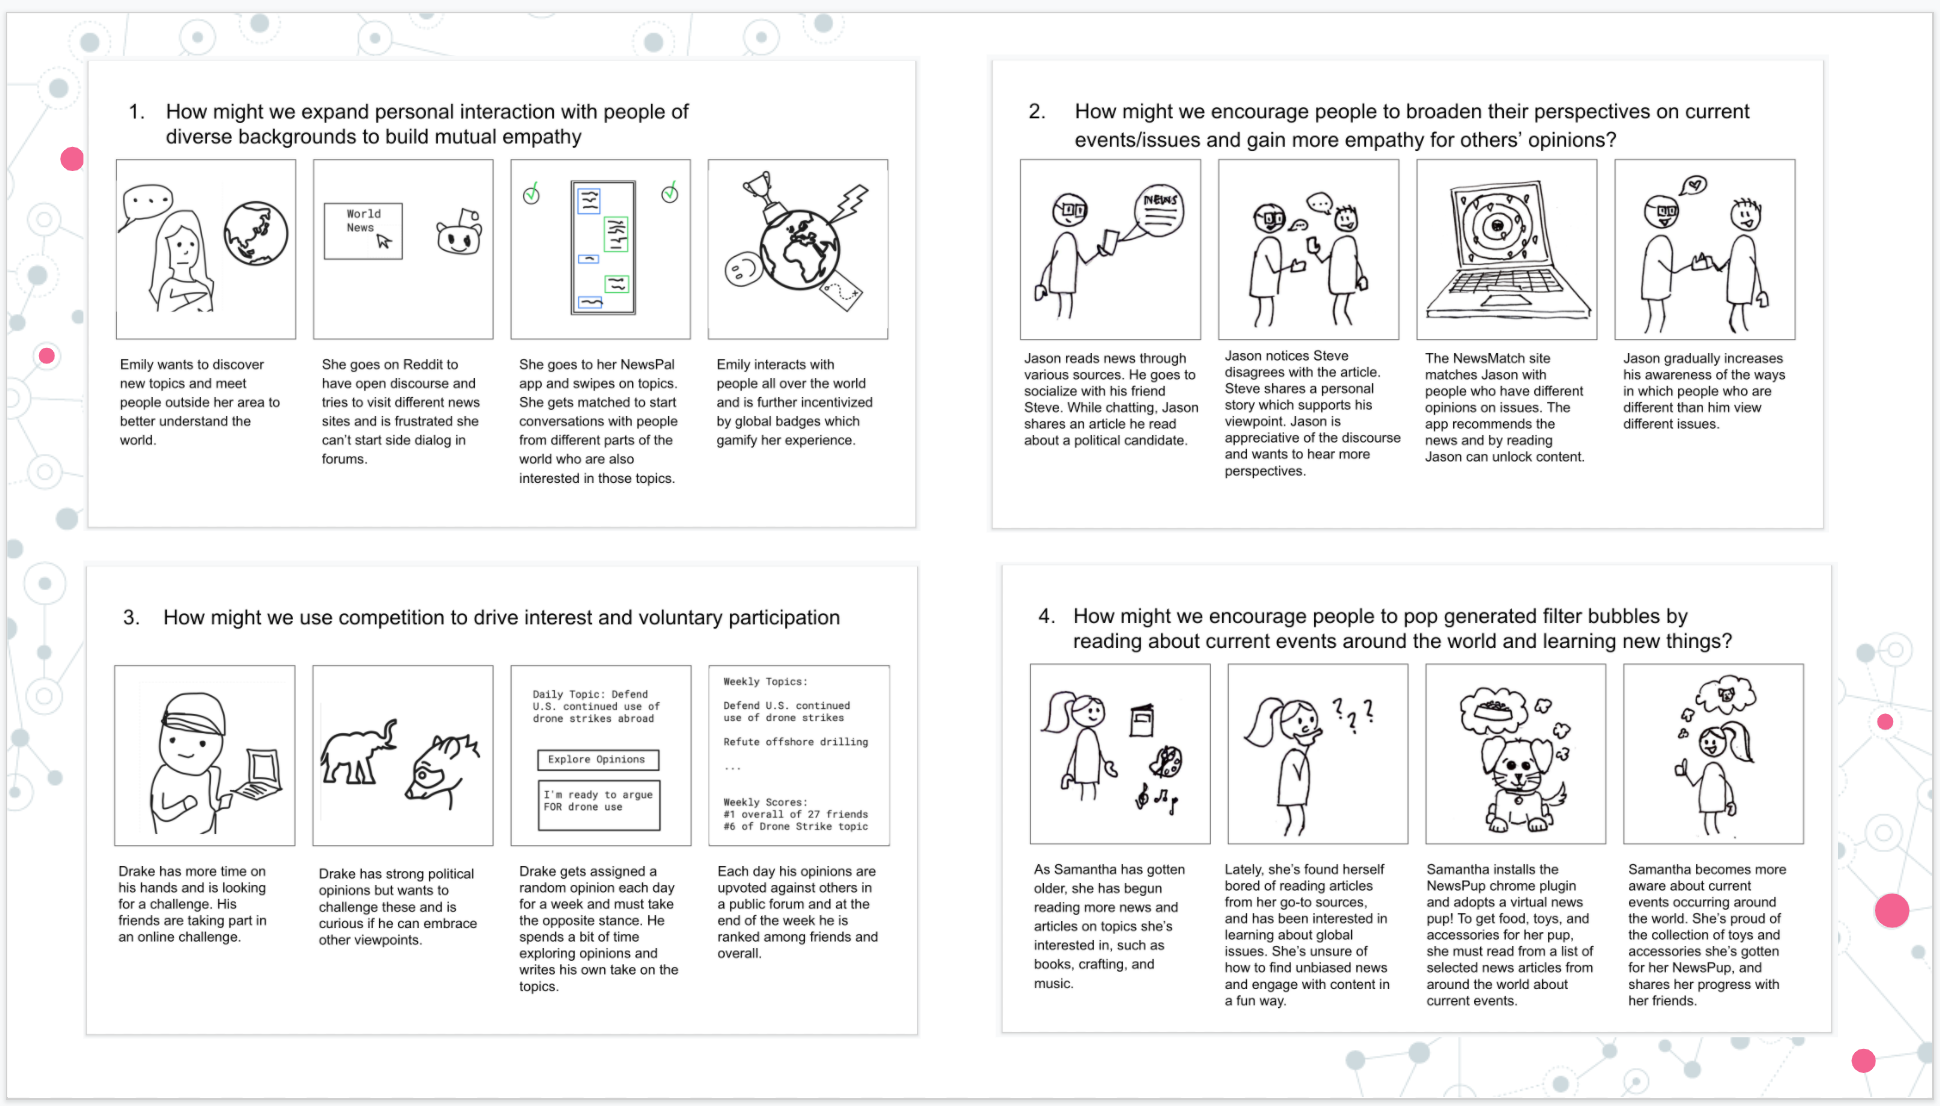 1. How might we expand personal interaction with people of
diverse backgrounds to build mutual empathy
World
News
Emily wants to discover
new topics and meet
people outside her area to
better understand the
world.
She goes on Reddit to
have open discourse and
tries to visit different news
sites and is frustrated she
can't start side dialog in
forums.
She goes to her NewsPal
app and swipes on topics.
She gets matched to start
conversations with people
from different parts of the
world who are also
interested in those topics.
Emily interacts with
people all over the world
and is further incentivized
by global badges which
gamify her experience.
2. How might we encourage people to broaden their perspectives on current
events/issues and gain more empathy for others' opinions?
NEWS
Jason reads news through
various sources. He goes to
socialize with his friend
Steve. While chatting, Jason
shares an article he read
about a political candidate.
Jason notices Steve
disagrees with the article.
Steve shares a personal
story which supports his
viewpoint. Jason is
appreciative of the discourse
and wants to hear more
perspectives.
The NewsMatch site
matches Jason with
people who have different
opinions on issues. The
app recommends the
news and by reading
Jason can unlock content.
Jason gradually increases
his awareness of the ways
in which people who are
different than him view
different issues.
3. How might we use competition to drive interest and voluntary participation
Daily Topic: Defend
U.S. continued use of
drone strikes abroad
Explore Opinions
I'm ready to argue
FOR drone use
Weekly Topics:
Defend U.S. continued
use of drone strikes
Refute offshore drilling
...
Weekly Scores:
#1 overall of 27 friends
#6 of Drone Strike topic
Drake has more time on
his hands and is looking
for a challenge. His
friends are taking part in
an online challenge.
Drake has strong political
opinions but wants to
challenge these and is
curious if he can embrace
other viewpoints.
Drake gets assigned a
random opinion each day
for a week and must take
the opposite stance. He
spends a bit of time
exploring opinions and
writes his own take on the
topics.
Each day his opinions are
upvoted against others in
a public forum and at the
end of the week he is
ranked among friends and
overall.
4. How might we encourage people to pop generated filter bubbles by
reading about current events around the world and learning new things?
???
As Samantha has gotten
older, she has begun
reading more news and
articles on topics she's
interested in, such as
books, crafting, and
music.
Lately, she's found herself
bored of reading articles
from her go-to sources,
and has been interested in
learning about global
issues. She's unsure of
how to find unbiased news
and engage with content in
a fun way.
Samantha installs the
NewsPup chrome plugin
and adopts a virtual news
pup! To get food, toys, and
accessories for her pup,
she must read from a list of
selected news articles from
around the world about
current events.
Samantha becomes more
aware about current
events occurring around
the world. She's proud of
the collection of toys and
accessories she's gotten
for her NewsPup, and
shares her progress with
her friends.